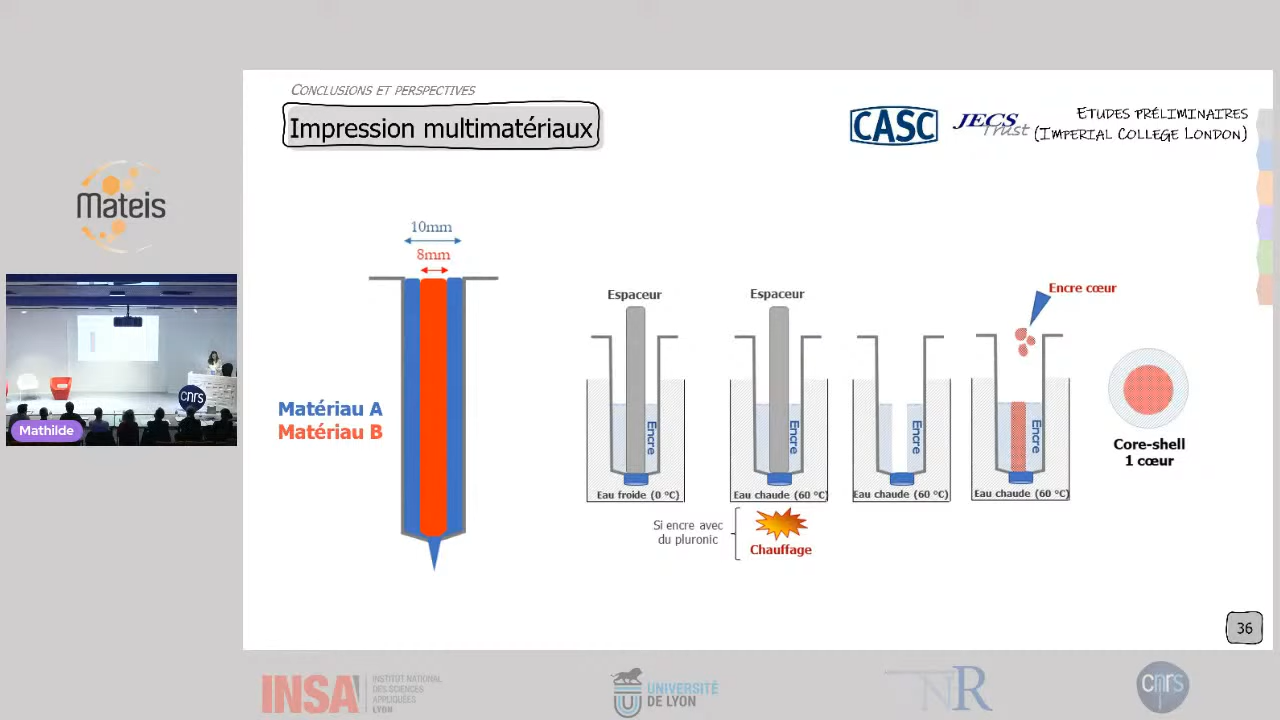 CONCLUSIONS ET PERSPECTIVES
Impression multimatériaux
CASC
JECS
Trust
ETUDES PRÉLIMINAIRES
(IMPERIAL COLLEGE LONDON)
Mateis
10mm
8mm
Matériau A
Matériau B
Espaceur
Espaceur
Encre cœur
Encre
Encre
Encre
Encre
Eau froide (0 °C)
Eau chaude (60 °C)
Eau chaude (60 °C)
Eau chaude (60 °C)
Core-shell
1 cœur
Si encre avec
du pluronic
Chauffage
cnrs
Mathilde
36
INSA
INSTITUT NATIONAL
DES SCIENCES
APPLIQUÉES
LYON
UNIVERSITÉ
DE LYON
cnrs